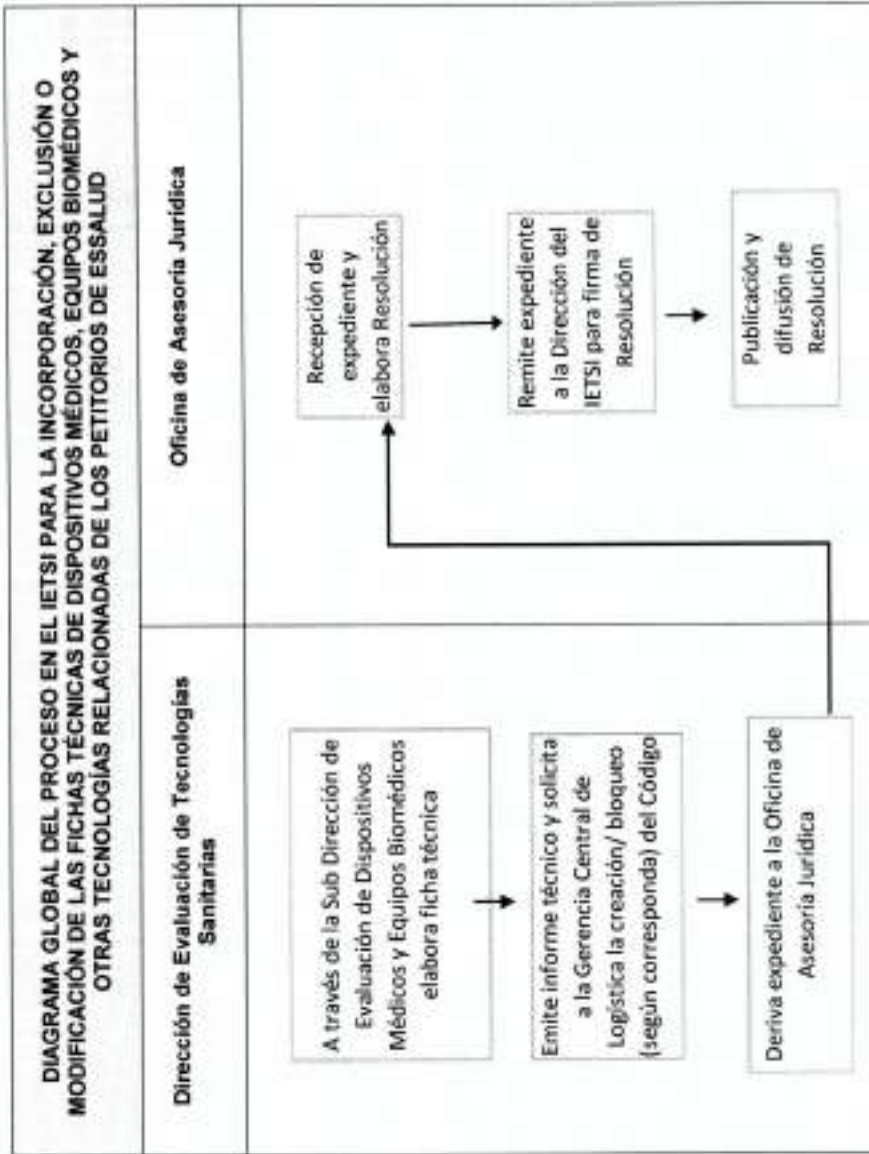 DIAGRAMA GLOBAL DEL PROCESO EN EL IETSI PARA LA INCORPORACIÓN, EXCLUSIÓN O
MODIFICACIÓN DE LAS FICHAS TÉCNICAS DE DISPOSITIVOS MÉDICOS, EQUIPOS BIOMÉDICOS Y
OTRAS TECNOLOGÍAS RELACIONADAS DE LOS PETITORIOS DE ESSALUD
Dirección de Evaluación de Tecnologías
Sanitarias
A través de la Sub Dirección de
Evaluación de Dispositivos
Médicos y Equipos Biomédicos
elabora ficha técnica
Emite informe técnico y solicita
a la Gerencia Central de
Logística la creación/ bloqueo
(según corresponda) del Código
Deriva expediente a la Oficina de
Asesoría Jurídica
Oficina de Asesoría Jurídica
Recepción de
expediente y
elabora Resolución
Remite expediente
a la Dirección del
IETSI para firma de
Resolución
Publicación y
difusión de
Resolución